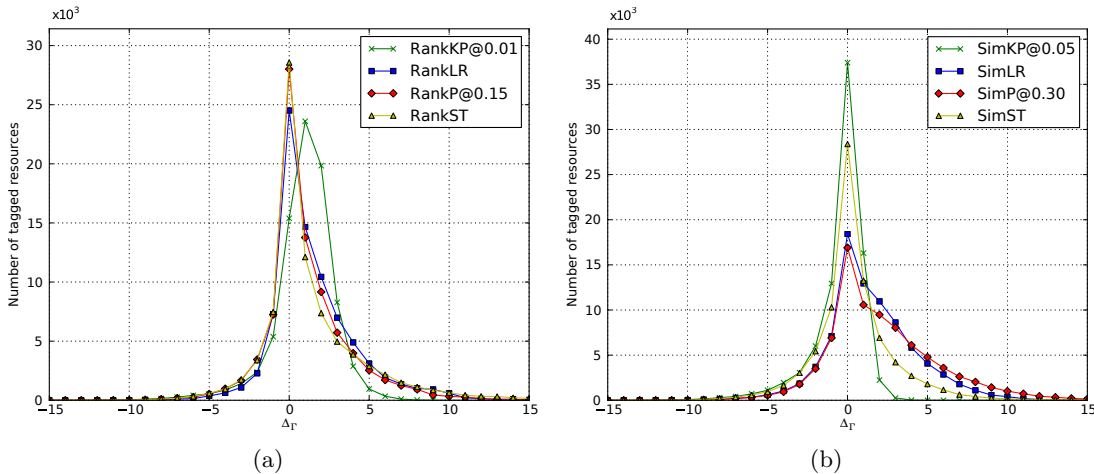 x10³
30
25
20
15
10
5
0
Number of tagged resources
RankKP@0.01
RankLR
RankP@0.15
RankST
−15 −10 −5 0 5 10 15
Δ_Γ
(a)
x10³
40
35
30
25
20
15
10
5
0
Number of tagged resources
SimKP@0.05
SimLR
SimP@0.30
SimST
−15 −10 −5 0 5 10 15
Δ_Γ
(b)